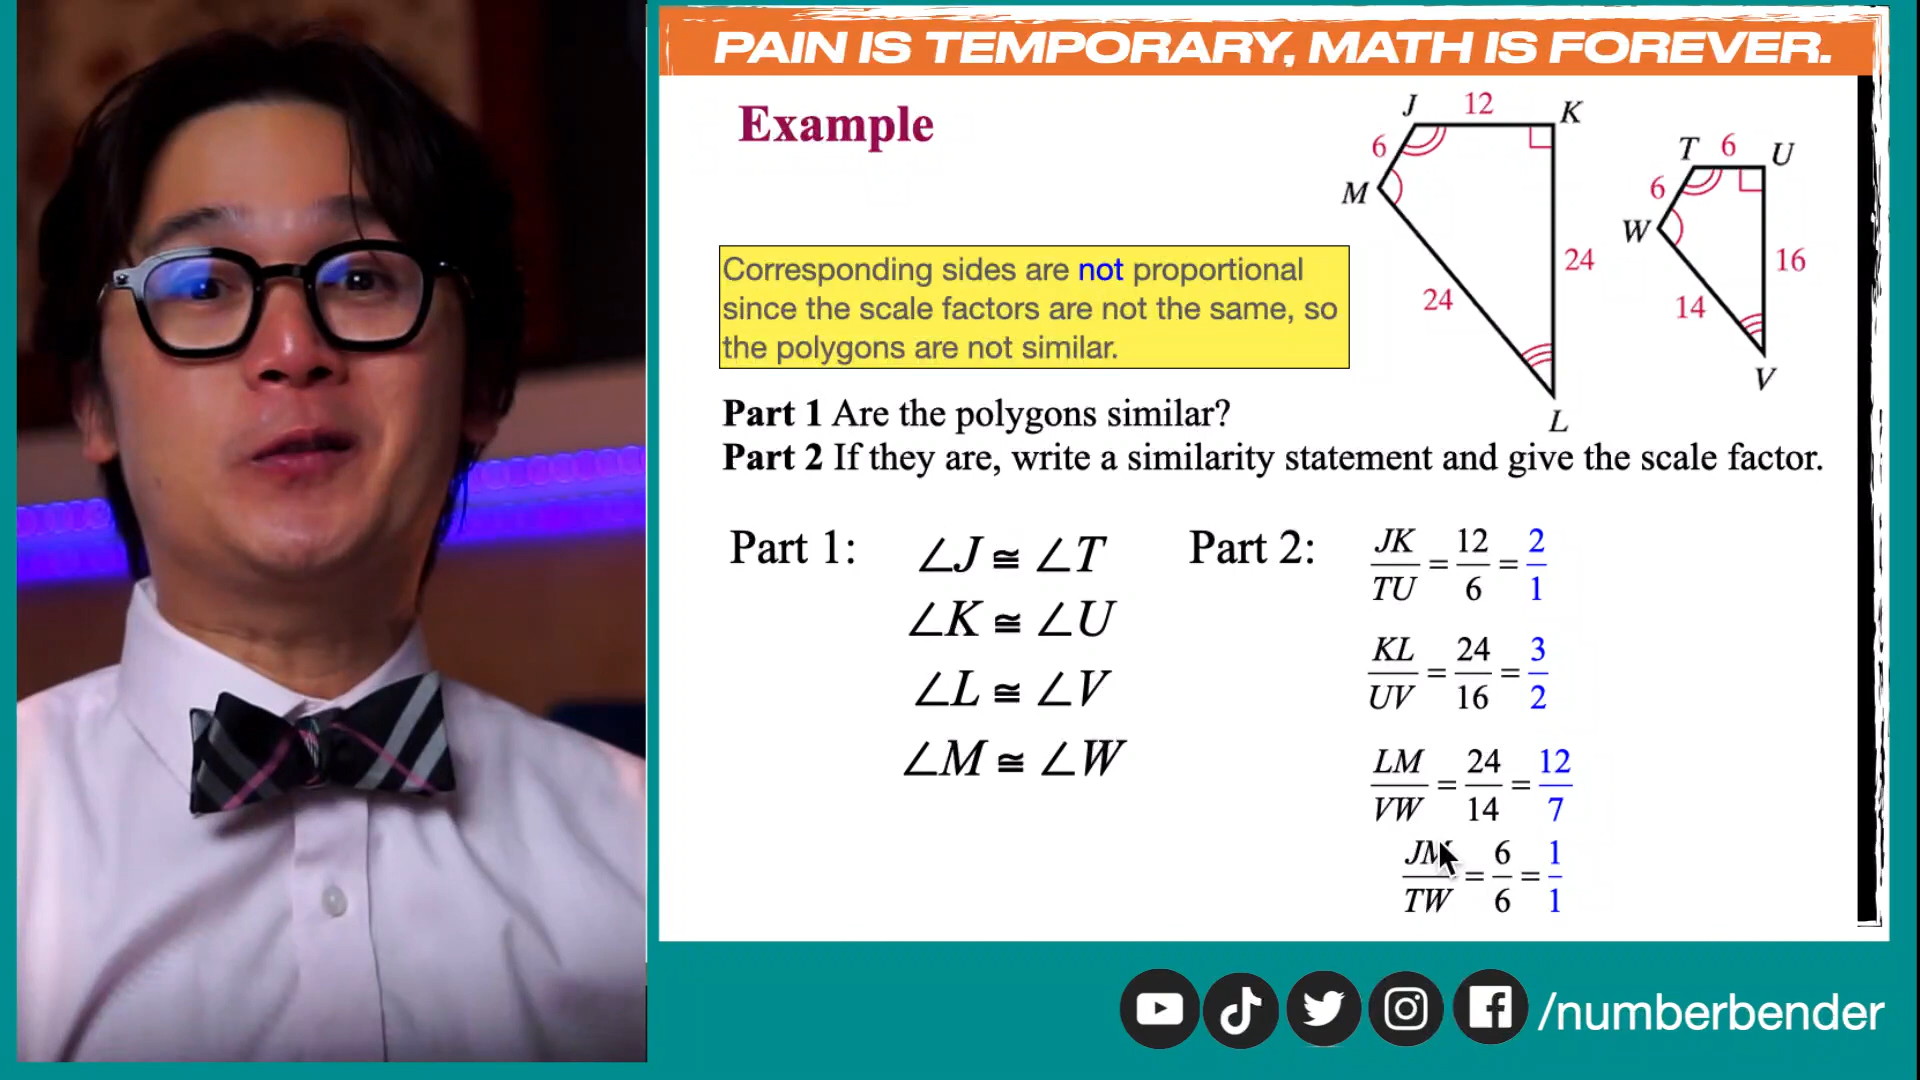 PAIN IS TEMPORARY, MATH IS FOREVER.
Example
J 12 K
6
M
24
24
L
T 6 U
6
W
16
14
V
Corresponding sides are not proportional
since the scale factors are not the same, so
the polygons are not similar.
Part 1 Are the polygons similar?
Part 2 If they are, write a similarity statement and give the scale factor.
Part 1:
∠J ≅ ∠T
∠K ≅ ∠U
∠L ≅ ∠V
∠M ≅ ∠W
Part 2:
JK/TU = 12/6 = 2/1
KL/UV = 24/16 = 3/2
LM/VW = 24/14 = 12/7
JM/TW = 6/6 = 1/1
/numberbender